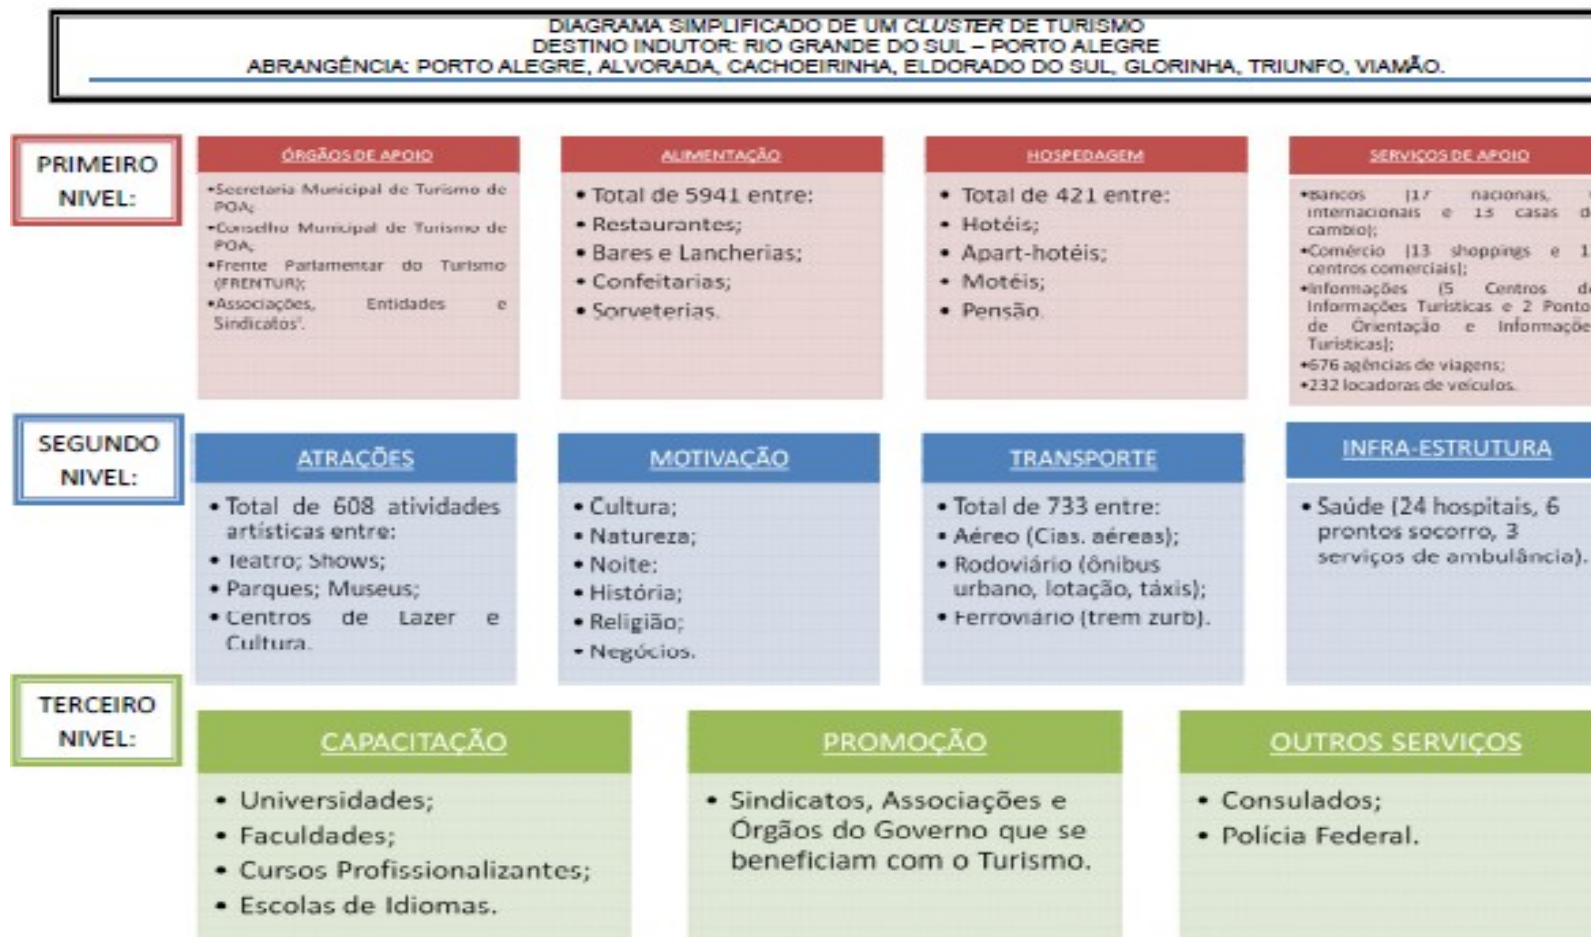 DIAGRAMA SIMPLIFICADO DE UM CLUSTER DE TURISMO
DESTINO INDUTOR: RIO GRANDE DO SUL – PORTO ALEGRE
ABRANGÊNCIA: PORTO ALEGRE, ALVORADA, CACHOEIRINHA, ELDORADO DO SUL, GLORINHA, TRIUNFO, VIAMÃO.
PRIMEIRO
NIVEL:
ÓRGÃOS DE APOIO
•Secretaria Municipal de Turismo de
POA;
•Conselho Municipal de Turismo de
POA;
•Frente Parlamentar do Turismo
(FRENTUR);
•Associações, Entidades e
Sindicatos'.
ALIMENTAÇÃO
• Total de 5941 entre:
• Restaurantes;
• Bares e Lancherias;
• Confeitarias;
• Sorveterias.
HOSPEDAGEM
• Total de 421 entre:
• Hotéis;
• Apart-hotéis;
• Motéis;
• Pensão.
SERVIÇOS DE APOIO
•Bancos (17 nacionais,
internacionais e 13 casas
cambio);
•Comércio (13 shoppings e
centros comerciais);
•Informações (5 Centros
Informações Turísticas e 2
de Orientação e
Turísticas);
•676 agências de viagens;
•232 locadoras de veículos.
SEGUNDO
NIVEL:
ATRAÇÕES
• Total de 608 atividades
artísticas entre:
• Teatro; Shows;
• Parques; Museus;
• Centros de Lazer e
Cultura.
MOTIVAÇÃO
• Cultura;
• Natureza;
• Noite;
• História;
• Religião;
• Negócios.
TRANSPORTE
• Total de 733 entre:
• Aéreo (Cias. aéreas);
• Rodoviário (ônibus
urbano, lotação, táxis);
• Ferroviário (trem zurb).
INFRA-ESTRUTURA
• Saúde (24 hospitais, 6
prontos socorro, 3
serviços de ambulância).
TERCEIRO
NIVEL:
CAPACITAÇÃO
• Universidades;
• Faculdades;
• Cursos Profissionalizantes;
• Escolas de Idiomas.
PROMOÇÃO
• Sindicatos, Associações e
Órgãos do Governo que se
beneficiam com o Turismo.
OUTROS SERVIÇOS
• Consulados;
• Polícia Federal.